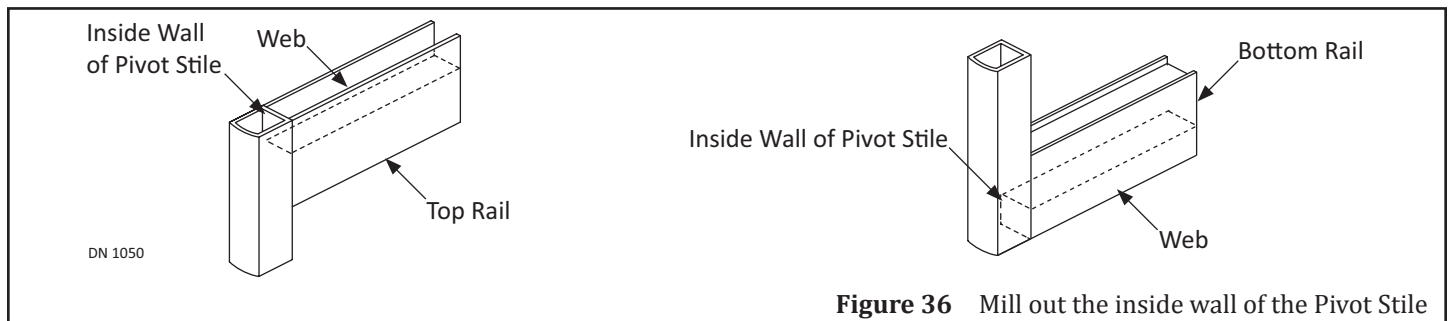 Inside Wall
of Pivot Stile
Web
Top Rail
DN 1050
Bottom Rail
Inside Wall of Pivot Stile
Web
Figure 36 Mill out the inside wall of the Pivot Stile